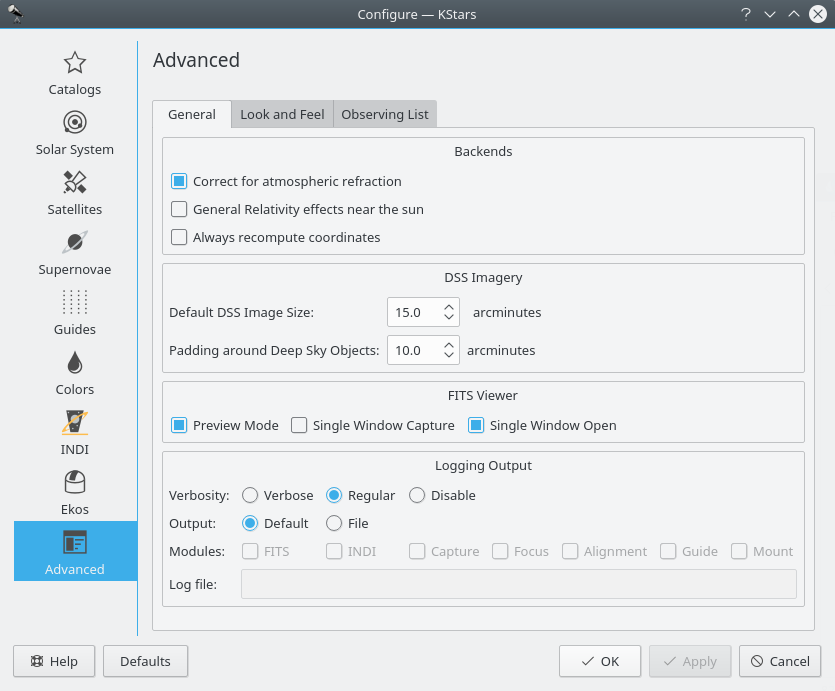 Configure — KStars
Catalogs
Solar System
Satellites
Supernovae
Guides
Colors
INDI
Ekos
Advanced
Advanced
General Look and Feel Observing List
Backends
Correct for atmospheric refraction
General Relativity effects near the sun
Always recompute coordinates
DSS Imagery
Default DSS Image Size: 15.0 arcminutes
Padding around Deep Sky Objects: 10.0 arcminutes
FITS Viewer
Preview Mode Single Window Capture Single Window Open
Logging Output
Verbosity: Verbose Regular Disable
Output: Default File
Modules: FITS INDI Capture Focus Alignment Guide Mount
Log file:
Help Defaults OK Apply Cancel